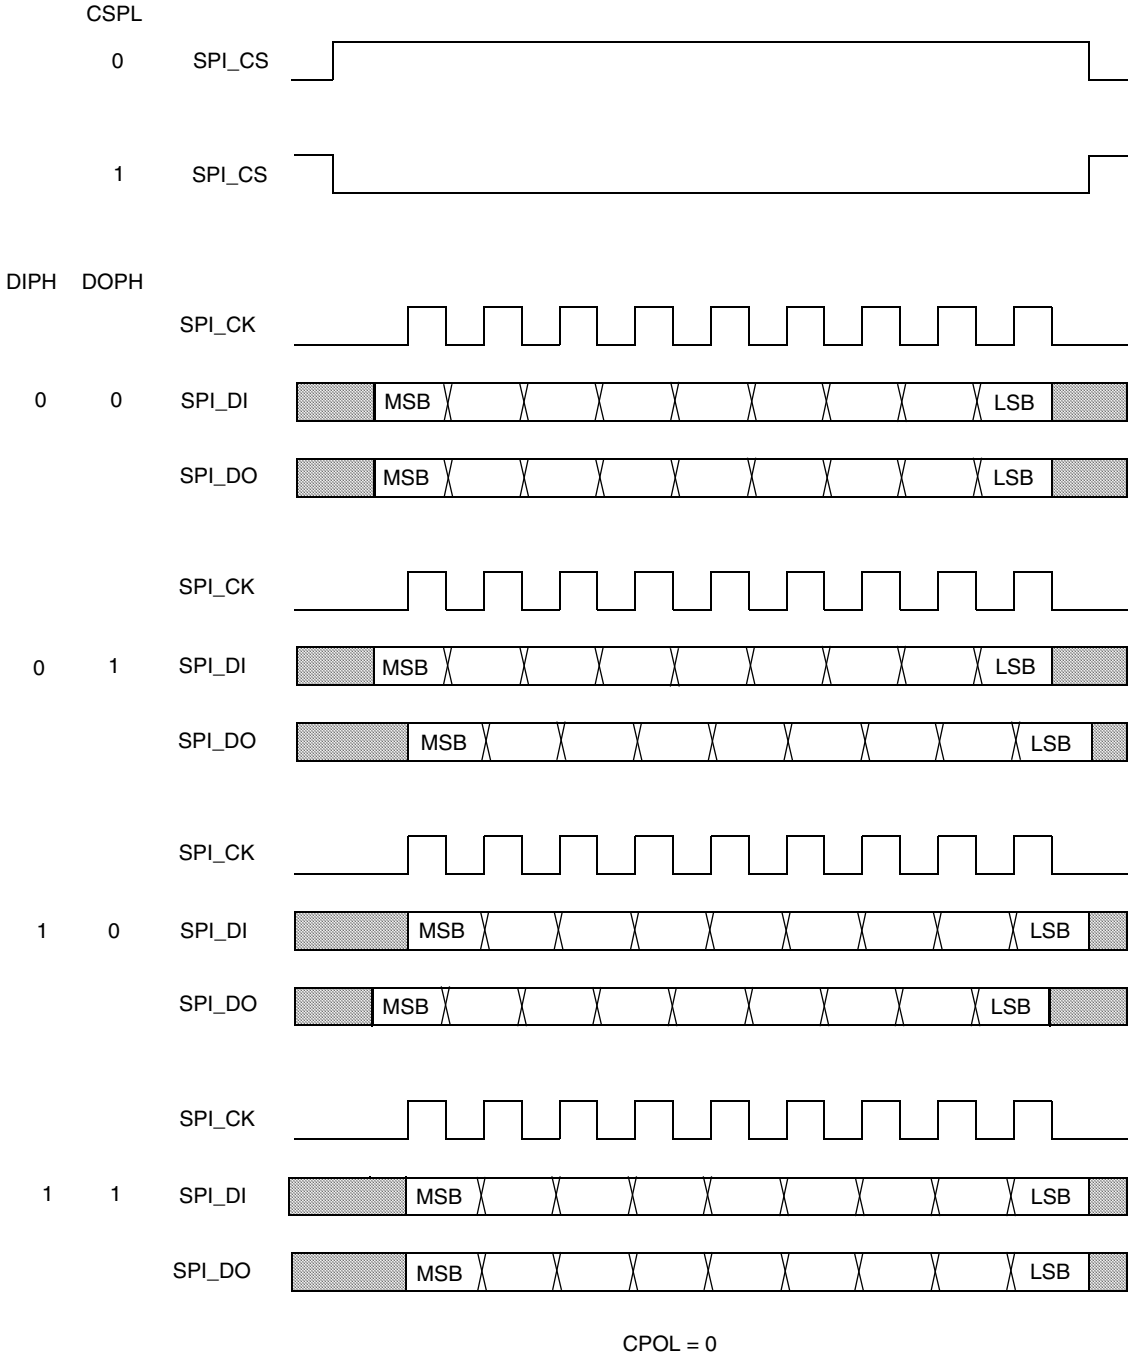 CSPL
0 SPI_CS
1 SPI_CS
DIPH DOPH
SPI_CK
0 0 SPI_DI MSB LSB
SPI_DO MSB LSB
SPI_CK
0 1 SPI_DI MSB LSB
SPI_DO MSB LSB
SPI_CK
1 0 SPI_DI MSB LSB
SPI_DO MSB LSB
SPI_CK
1 1 SPI_DI MSB LSB
SPI_DO MSB LSB
CPOL = 0